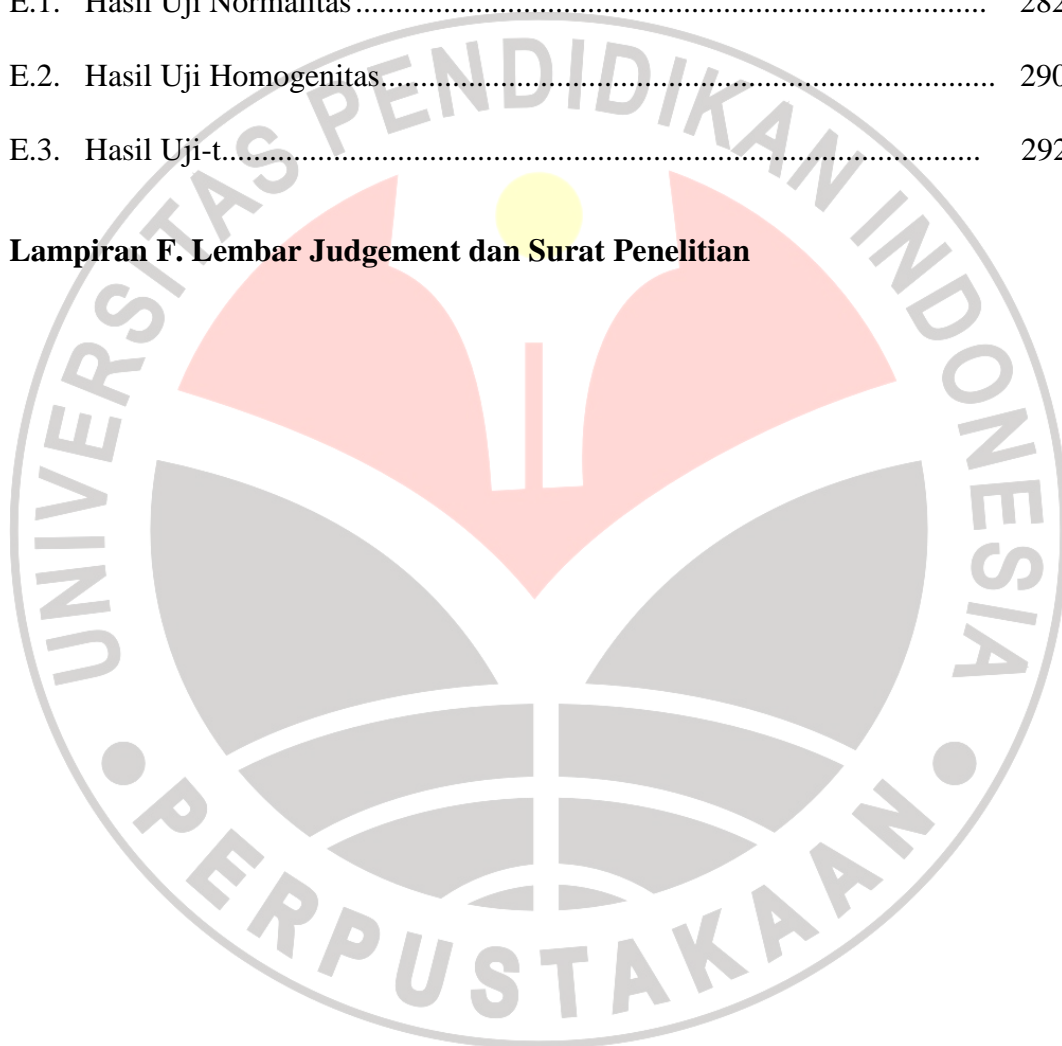 E.1. Hasil Uji Normalitas............................................................................... 282
E.2. Hasil Uji Homogenitas............................................................................. 290
E.3. Hasil Uji-t............................................................................................... 292
Lampiran F. Lembar Judgement dan Surat Penelitian
UNIVERSITAS PENDIDIKAN INDONESIA
PERPUSTAKAAN